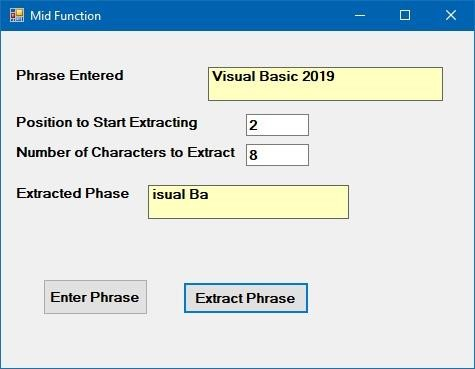 Mid Function
Phrase Entered Visual Basic 2019
Position to Start Extracting 2
Number of Characters to Extract 8
Extracted Phase isual Ba
Enter Phrase Extract Phrase